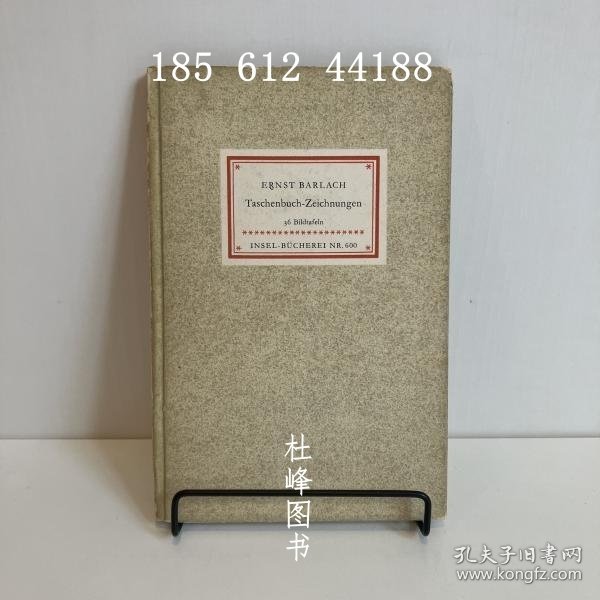 185 612 44188
ERNST BARLACH
Taschenbuch-Zeichnungen
36 Bildtafeln
INSEL-BÜCHEREI NR. 600
杜峰图书
孔夫子旧书网
www.kongfz.com